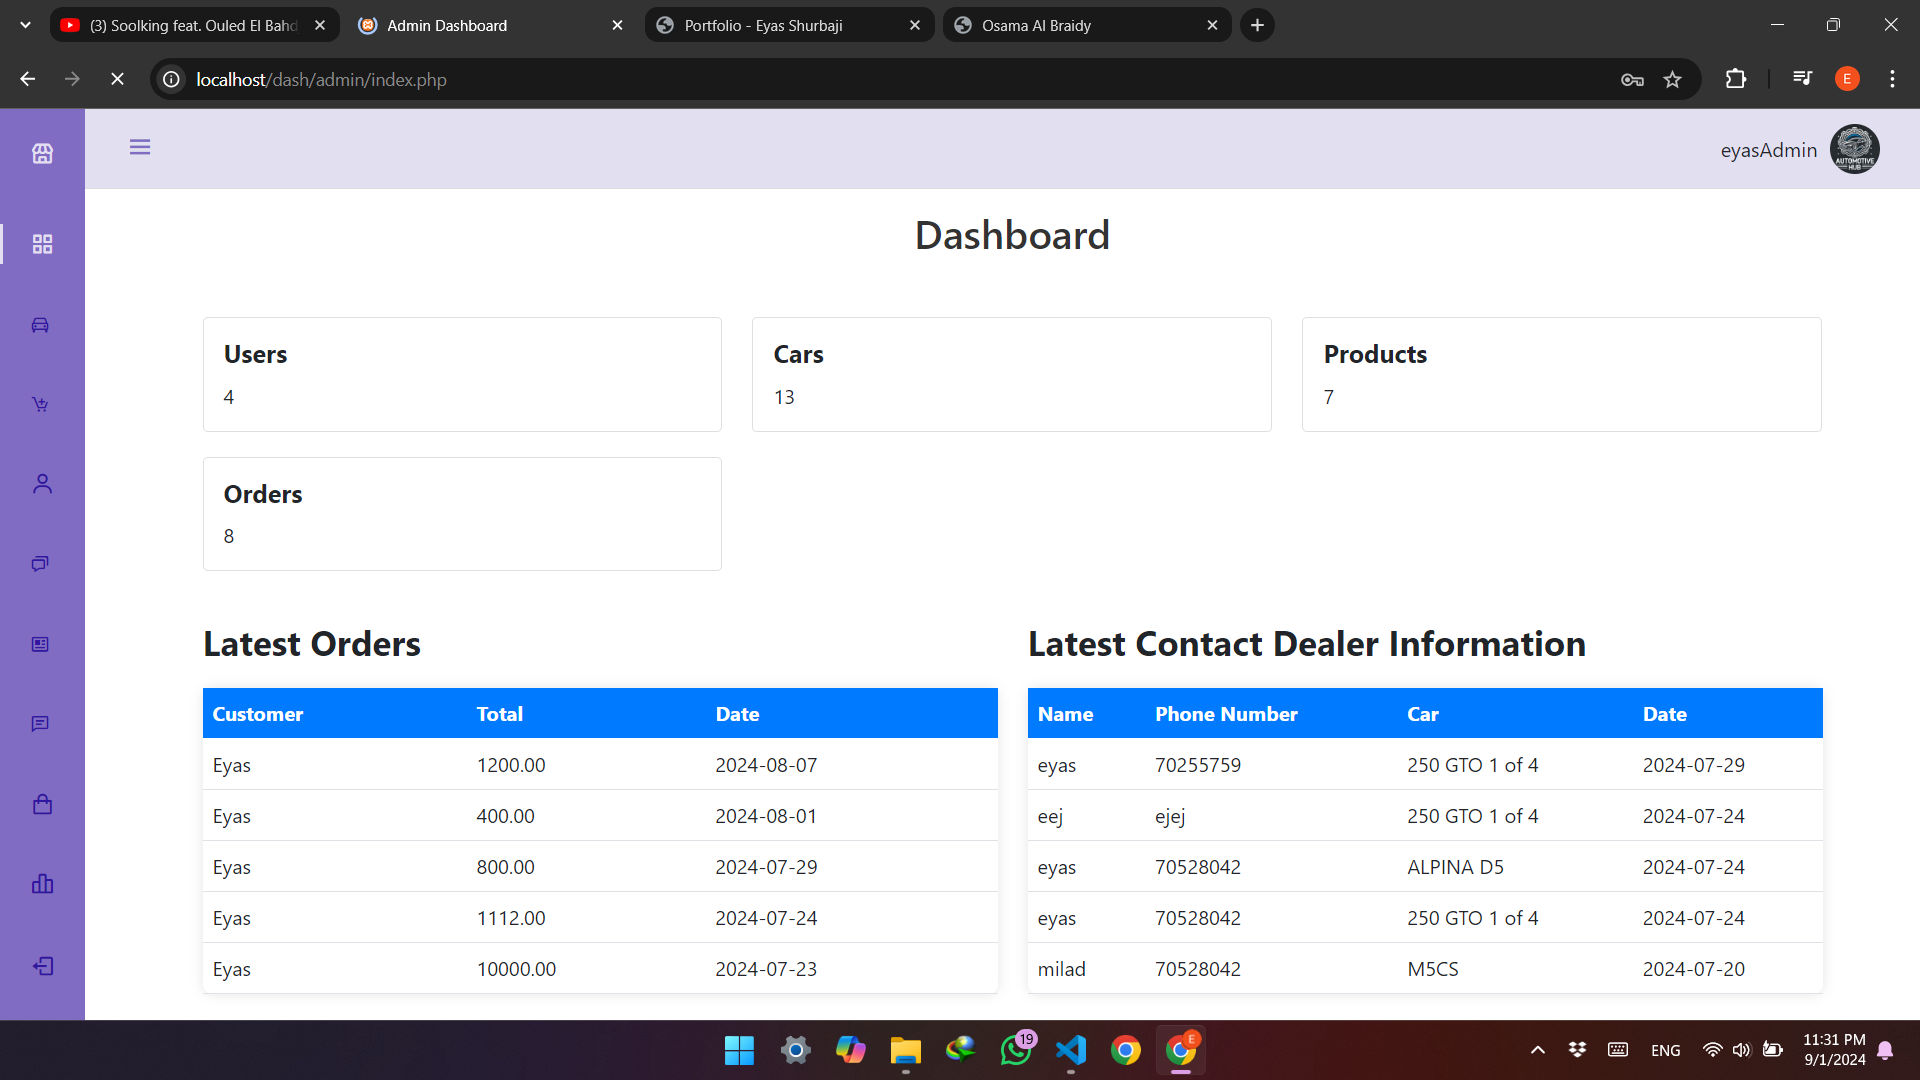 (3) Soolking feat. Ouled El Bahd
Admin Dashboard
Portfolio - Eyas Shurbaji
Osama Al Braidy
localhost/dash/admin/index.php
E
eyasAdmin
AUTOMOTIVE
HUB
Dashboard
Users
4
Cars
13
Products
7
Orders
8
Latest Orders
Customer Total Date
Eyas 1200.00 2024-08-07
Eyas 400.00 2024-08-01
Eyas 800.00 2024-07-29
Eyas 1112.00 2024-07-24
Eyas 10000.00 2024-07-23
Latest Contact Dealer Information
Name Phone Number Car Date
eyas 70255759 250 GTO 1 of 4 2024-07-29
eej ejej 250 GTO 1 of 4 2024-07-24
eyas 70528042 ALPINA D5 2024-07-24
eyas 70528042 250 GTO 1 of 4 2024-07-24
milad 70528042 M5CS 2024-07-20
19
E
ENG
11:31 PM
9/1/2024